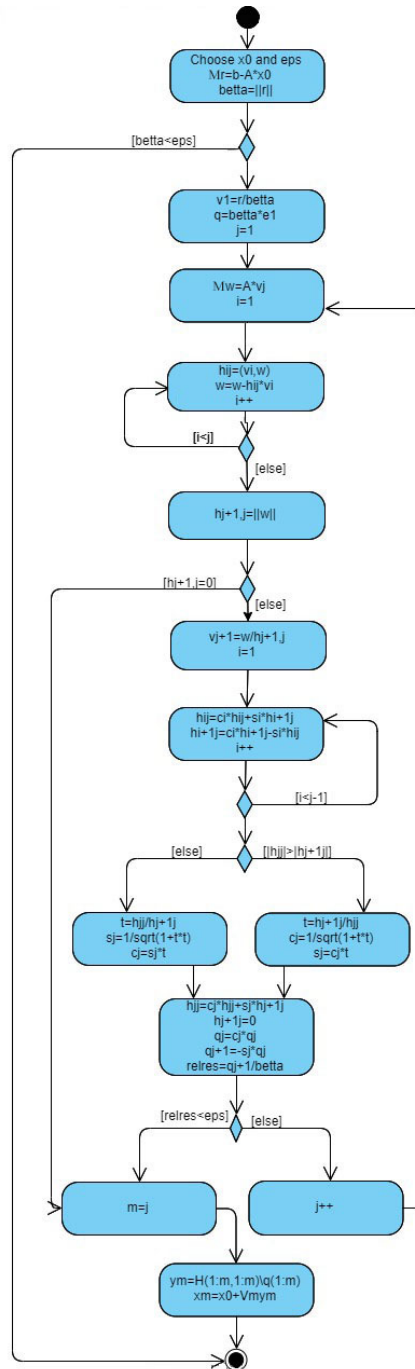 Choose x0 and eps
Mr=b-A*x0
betta=||r||
[betta<eps]
v1=r/betta
q=betta*e1
j=1
Mw=A*vj
i=1
hij=(vi,w)
w=w-hij*vi
i++
[i<j]
[else]
hj+1,j=||w||
[hj+1,j=0]
[else]
vj+1=w/hj+1,j
i=1
hij=ci*hij+si*hi+1j
hi+1j=ci*hi+1j-si*hij
i++
[i<j-1]
[else]
[|hjj|>|hj+1j|]
t=hjj/hj+1j
sj=1/sqrt(1+t*t)
cj=sj*t
t=hj+1j/hjj
cj=1/sqrt(1+t*t)
sj=cj*t
hjj=cj*hjj+sj*hj+1j
hj+1j=0
qj=cj*qj
qj+1=-sj*qj
relres=qj+1/betta
[relres<eps]
[else]
m=j
j++
ym=H(1:m,1:m)\q(1:m)
xm=x0+Vmym